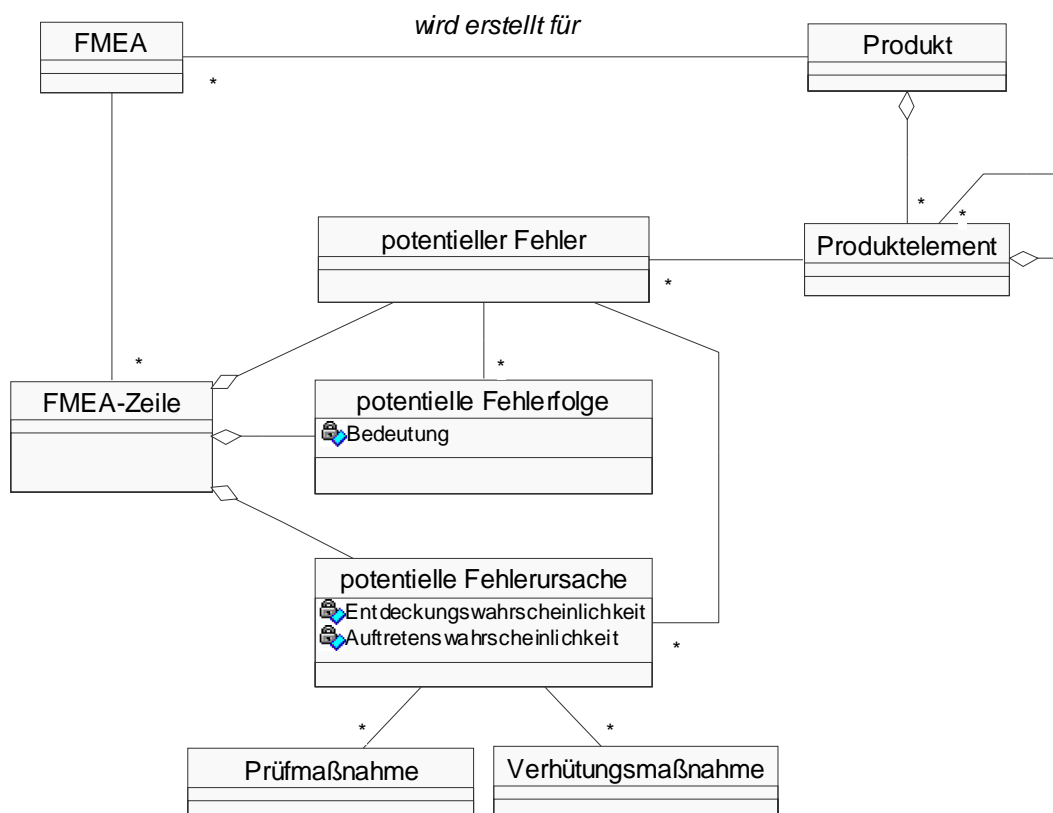 wird erstellt für
FMEA
Produkt
*
*
*
potentieller Fehler
Produktelement
*
*
*
FMEA-Zeile
potentielle Fehlerfolge
Bedeutung
potentielle Fehlerursache
Entdeckungswahrscheinlichkeit
Auftretenswahrscheinlichkeit
*
*
*
Prüfmaßnahme
Verhütungsmaßnahme